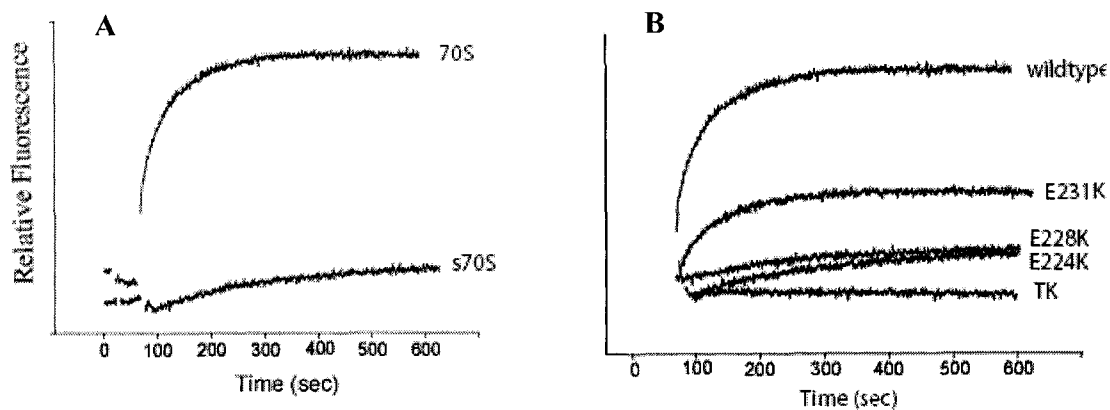 A
B
Relative Fluorescence
70S
s70S
0 100 200 300 400 500 600
Time (sec)
wildtype
E231K
E228K
E224K
TK
0 100 200 300 400 500 600
Time (sec)